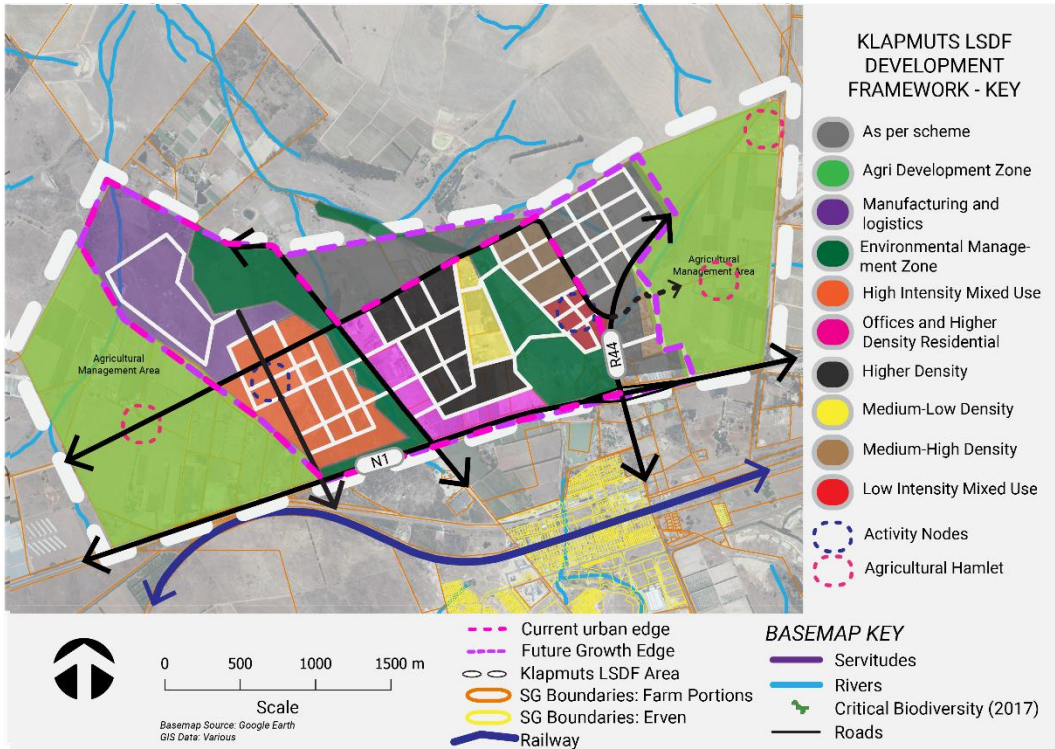 KLAPMUTS LSDF
DEVELOPMENT
FRAMEWORK - KEY
As per scheme
Agri Development Zone
Manufacturing and
logistics
Environmental Manage-
ment Zone
High Intensity Mixed Use
Offices and Higher
Density Residential
Higher Density
Medium-Low Density
Medium-High Density
Low Intensity Mixed Use
Activity Nodes
Agricultural Hamlet
Agricultural
Management Area
Agricultural
Management Area
R44
N1
0 500 1000 1500 m
Scale
Basemap Source: Google Earth
GIS Data: Various
Current urban edge
Future Growth Edge
Klapmuts LSDF Area
SG Boundaries: Farm Portions
SG Boundaries: Erven
Railway
BASEMAP KEY
Servitudes
Rivers
Critical Biodiversity (2017)
Roads